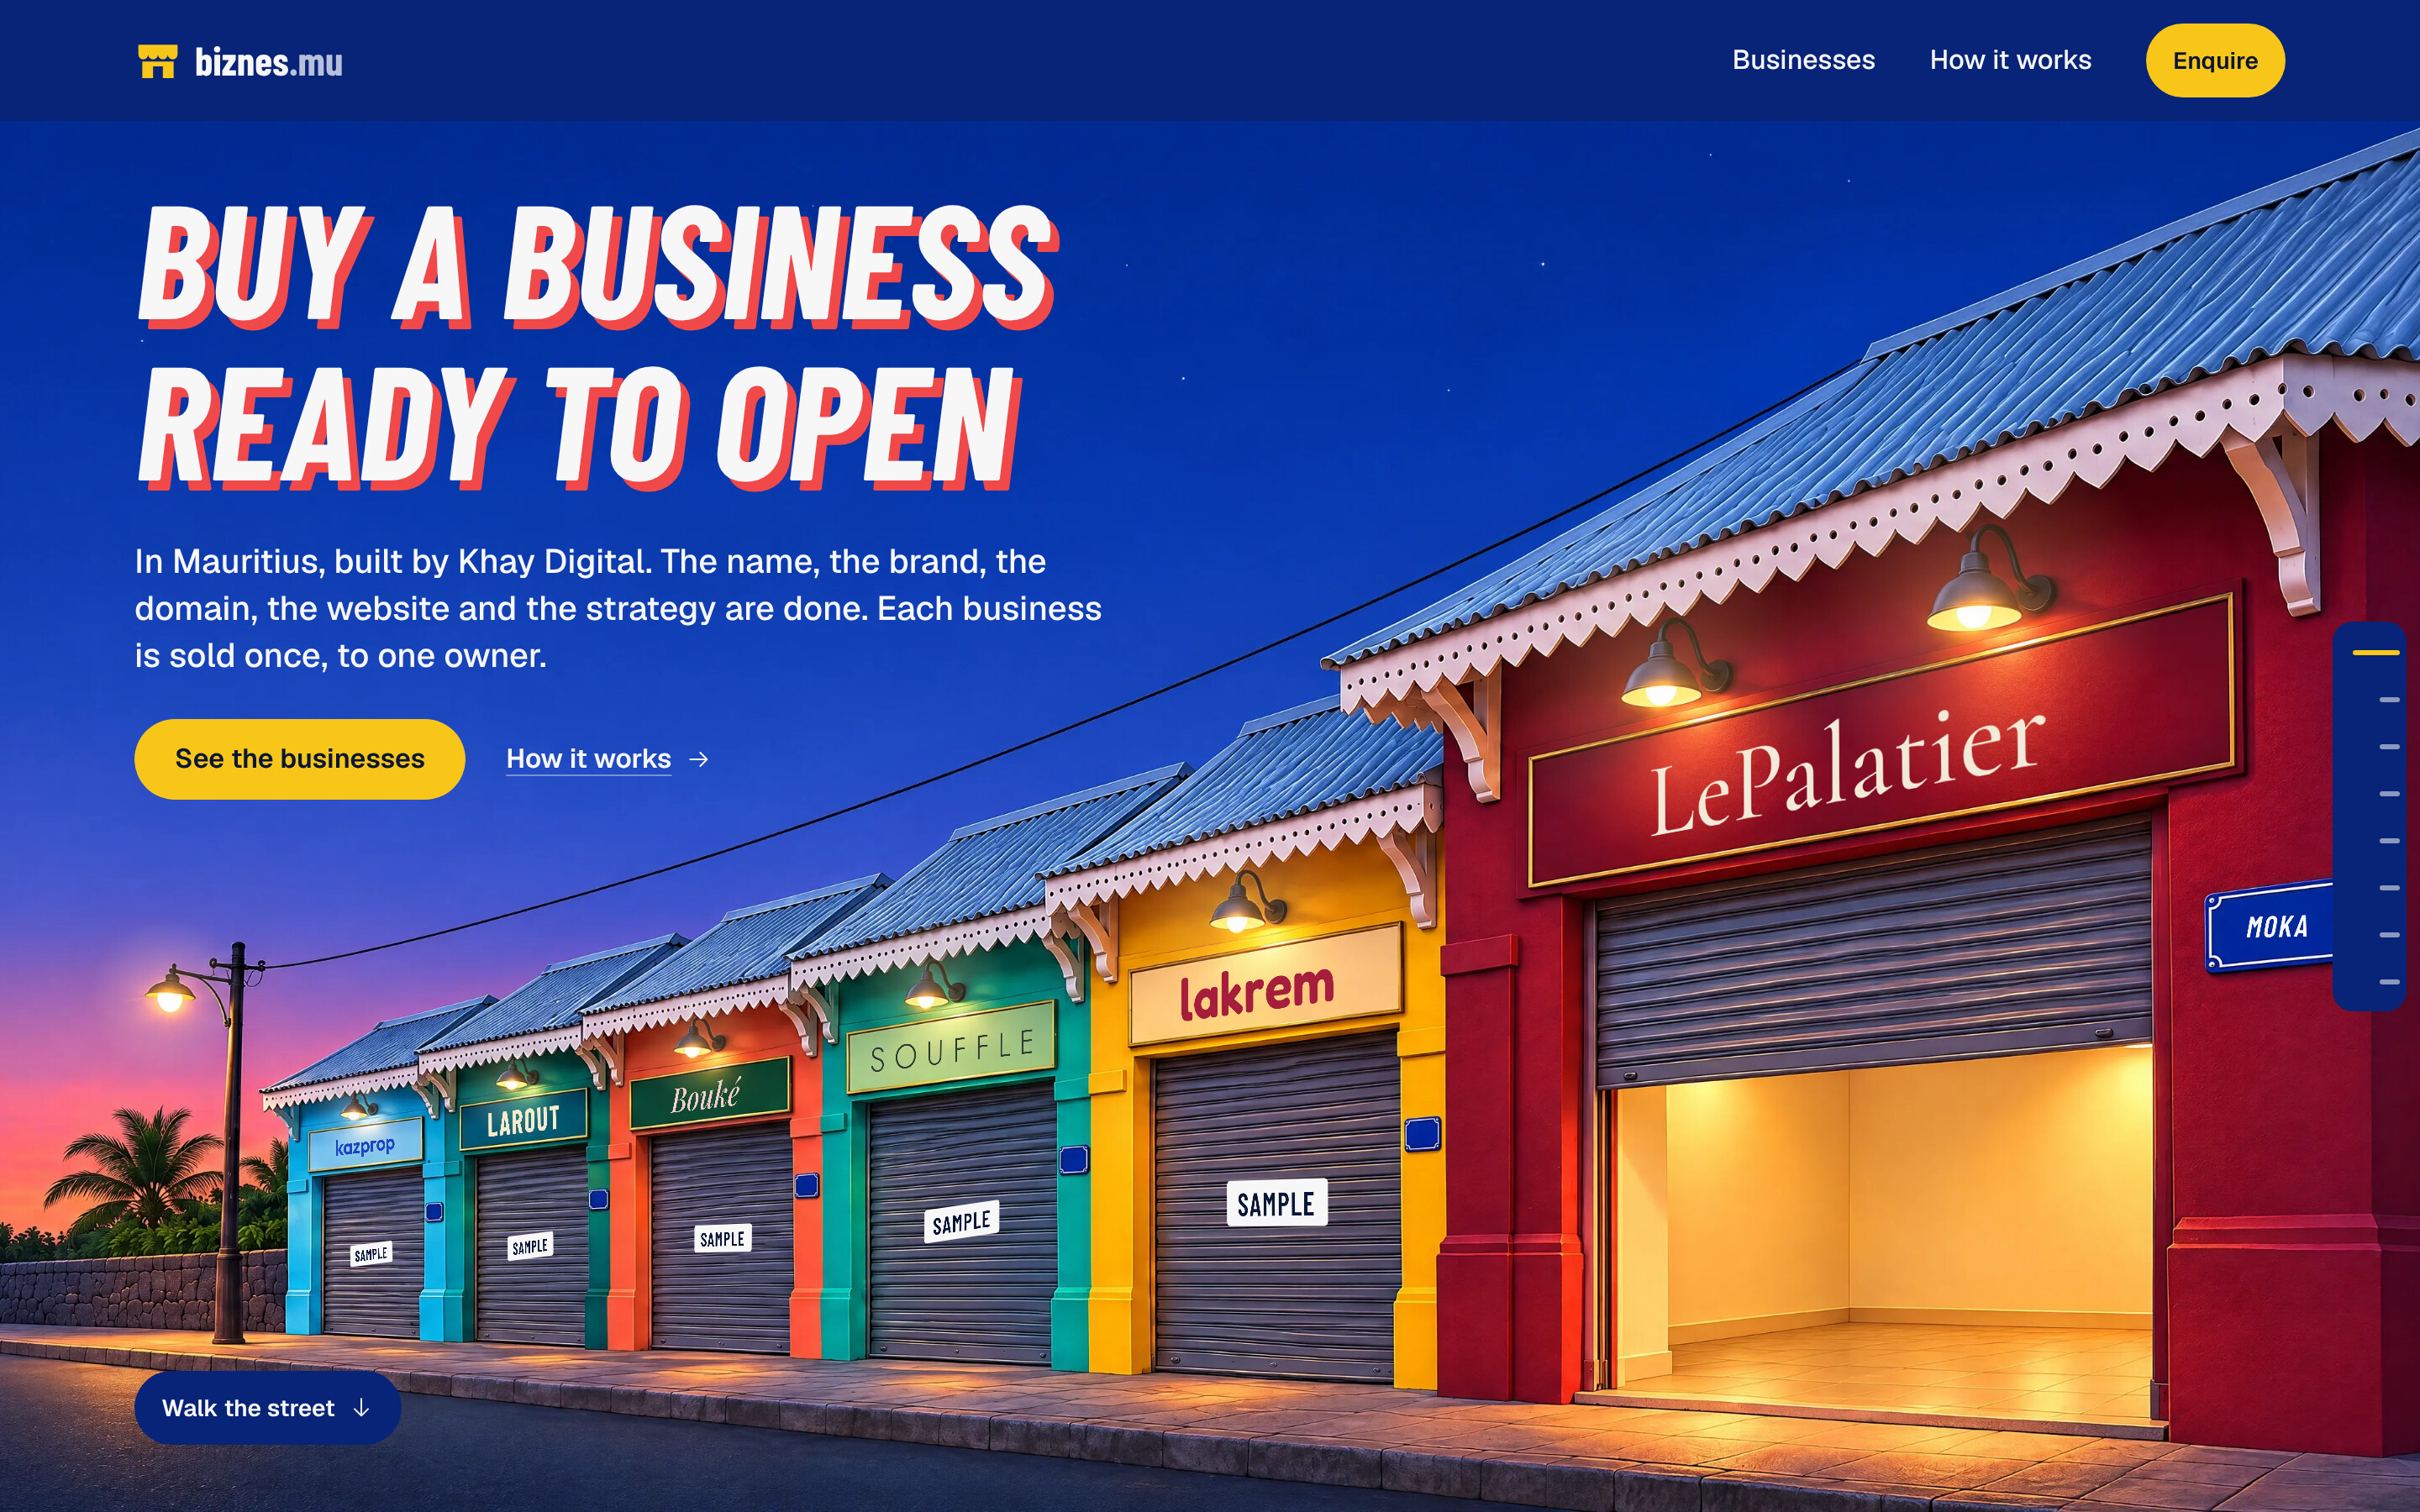 biznes.mu
Businesses
How it works
Enquire
BUY A BUSINESS
READY TO OPEN
In Mauritius, built by Khay Digital. The name, the brand, the
domain, the website and the strategy are done. Each business
is sold once, to one owner.
See the businesses
How it works →
LePalatier
MOKA
lakrem
SOUFFLE
Bouké
LAROUT
kazprop
SAMPLE
SAMPLE
SAMPLE
SAMPLE
SAMPLE
Walk the street ↓